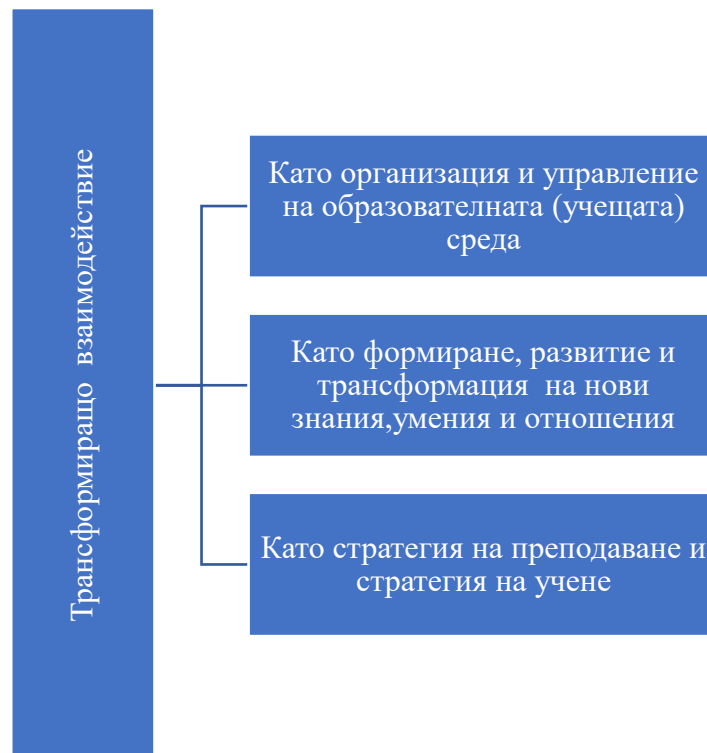 Трансформиращо  взаимодействие
Като организация и управление
на образователната (учещата)
среда
Като формиране, развитие и
трансформация  на нови
знания,умения и отношения
Като стратегия на преподаване и
стратегия на учене